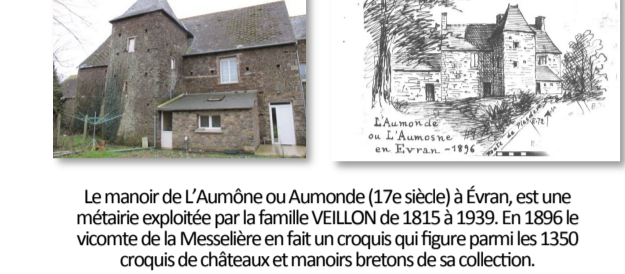 L'Aumonde
ou L'Aumosne
en Evran - 1896
Le manoir de L'Aumône ou Aumonde (17e siècle) à Évran, est une
métairie exploitée par la famille VEILLON de 1815 à 1939. En 1896 le
vicomte de la Messelière en fait un croquis qui figure parmi les 1350
croquis de châteaux et manoirs bretons de sa collection.